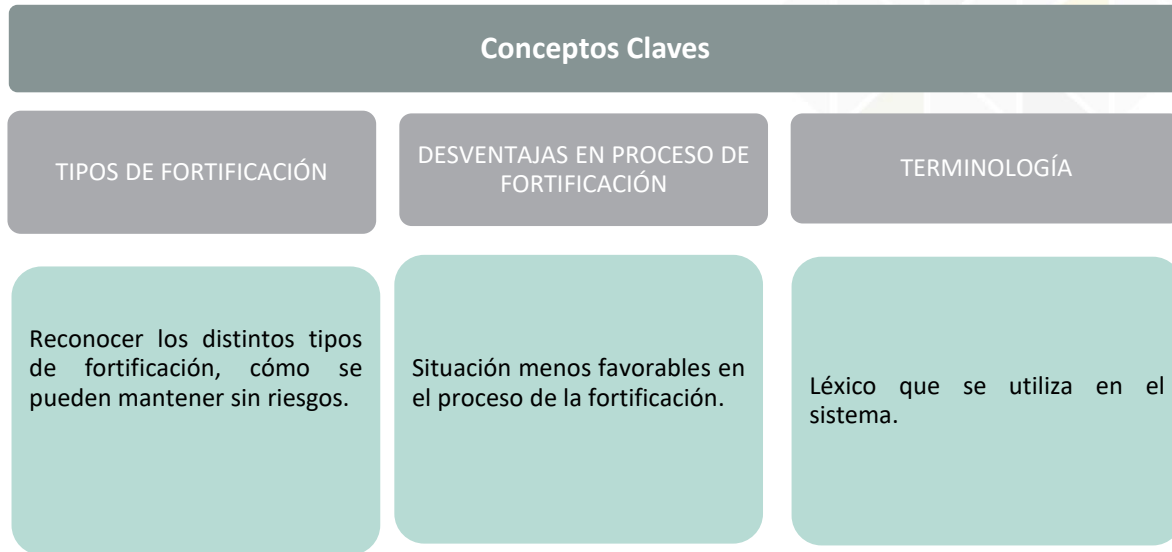 Conceptos Claves
TIPOS DE FORTIFICACIÓN
DESVENTAJAS EN PROCESO DE
FORTIFICACIÓN
TERMINOLOGÍA
Reconocer los distintos tipos
de fortificación, cómo se
pueden mantener sin riesgos.
Situación menos favorables en
el proceso de la fortificación.
Léxico que se utiliza en el
sistema.